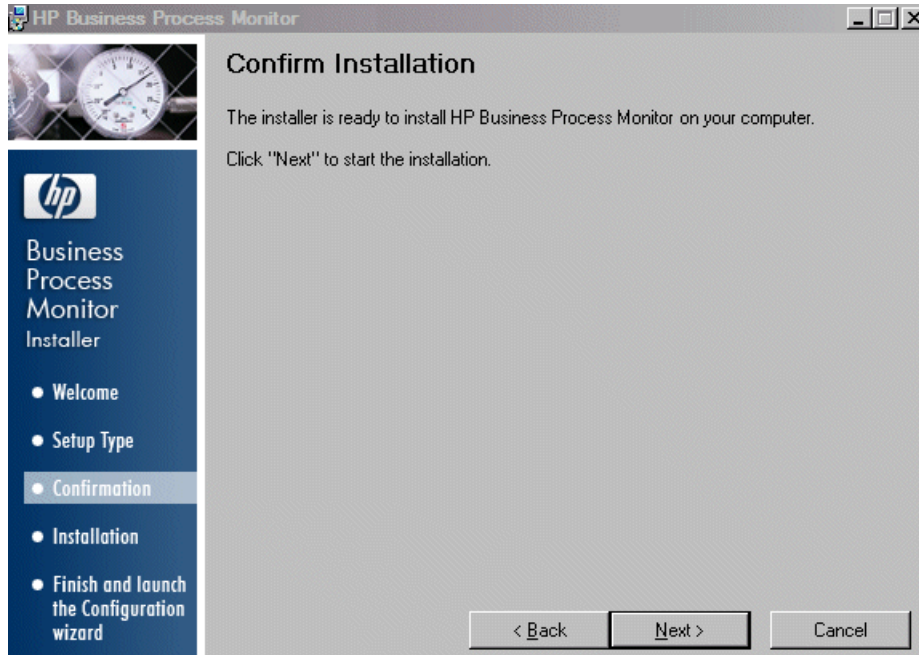 HP Business Process Monitor
Confirm Installation
The installer is ready to install HP Business Process Monitor on your computer.
Click "Next" to start the installation.
hp
Business
Process
Monitor
Installer
Welcome
Setup Type
Confirmation
Installation
Finish and launch
the Configuration
wizard
< Back
Next >
Cancel